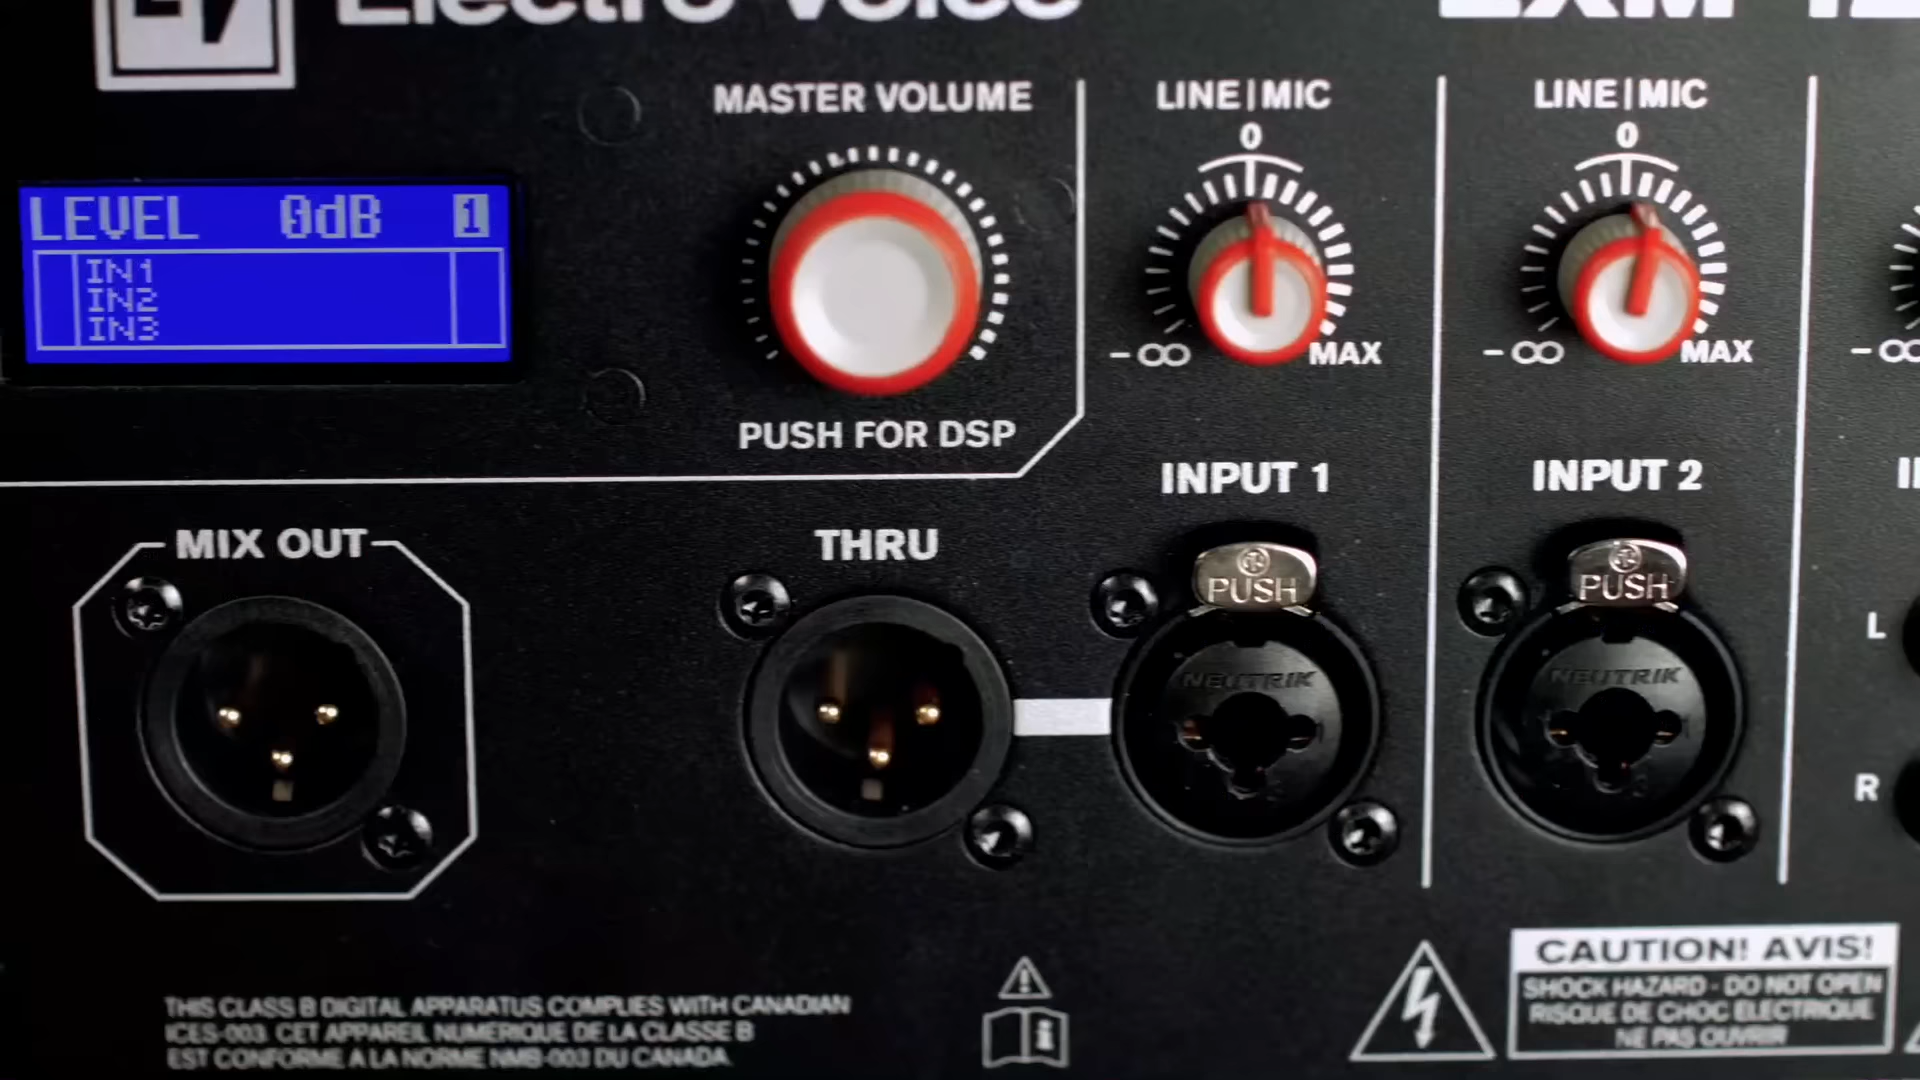 Electro-Voice
MASTER VOLUME
LINE|MIC
LINE|MIC
0
0
LEVEL 0dB 1
IN1
IN2
IN3
-∞
MAX
-∞
MAX
-∞
PUSH FOR DSP
INPUT 1
INPUT 2
MIX OUT
THRU
PUSH
PUSH
L
NEUTRIK
NEUTRIK
R
CAUTION! AVIS!
SHOCK HAZARD - DO NOT OPEN
RISQUE DE CHOC ELECTRIQUE
NE PAS OUVRIR
THIS CLASS B DIGITAL APPARATUS COMPLIES WITH CANADIAN
ICES-003. CET APPAREIL NUMERIQUE DE LA CLASSE B
EST CONFORME A LA NORME NMB-003 DU CANADA.